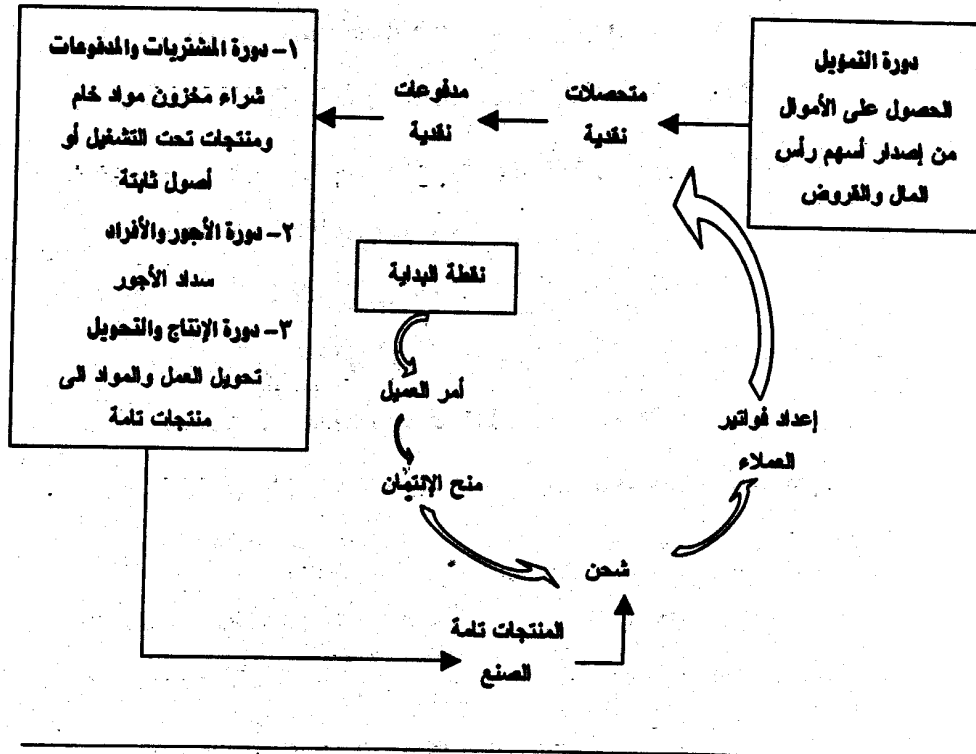 دورة التمويل
الحصول على الأموال
من إصدار أسهم رأس
المال والقروض
متحصلات
نقدية
مدفوعات
نقدية
١- دورة المشتريات والمدفوعات
شراء مخزون مواد خام
ومنتجات تحت التشغيل أو
أصول ثابتة
٢- دورة الأجور والأفراد
سداد الأجور
٣- دورة الإنتاج والتحويل
تحويل العمل والمواد الى
منتجات تامة
نقطة البداية
أمر العميل
منح الإئتمان
شحن
إعداد فواتير
العملاء
المنتجات تامة
الصنع